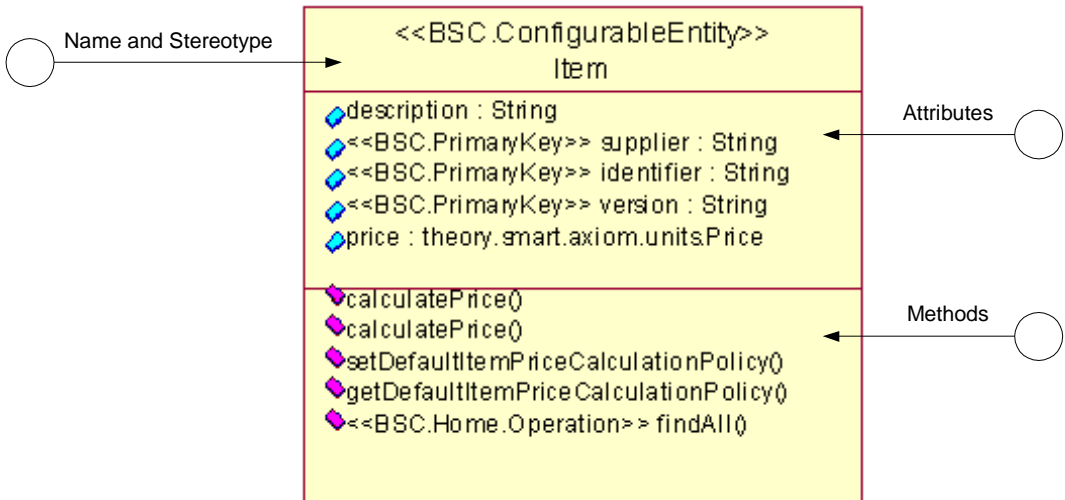 Name and Stereotype
<<BSC.ConfigurableEntity>>
Item
Attributes
description : String
<<BSC.PrimaryKey>> supplier : String
<<BSC.PrimaryKey>> identifier : String
<<BSC.PrimaryKey>> version : String
price : theory.smart.axiom.units.Price
Methods
calculatePrice()
calculatePrice()
setDefaultItemPriceCalculationPolicy()
getDefaultItemPriceCalculationPolicy()
<<BSC.Home.Operation>> findAll()